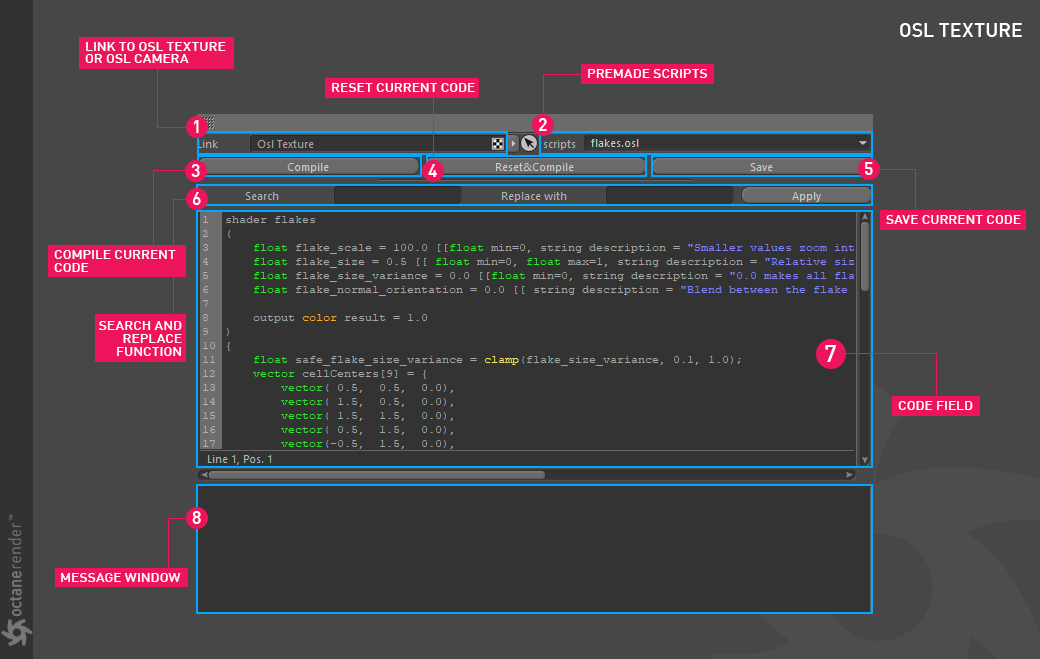 OSL TEXTURE
LINK TO OSL TEXTURE
OR OSL CAMERA
RESET CURRENT CODE
PREMADE SCRIPTS
1
2
Link
Osl Texture
scripts
flakes.osl
3
Compile
4
Reset&Compile
Save
5
6
Search
Replace with
Apply
SAVE CURRENT CODE
COMPILE CURRENT
CODE
SEARCH AND
REPLACE
FUNCTION
1 shader flakes
2 (
3 float flake_scale = 100.0 [[float min=0, string description = "Smaller values zoom int
4 float flake_size = 0.5 [[ float min=0, float max=1, string description = "Relative siz
5 float flake_size_variance = 0.0 [[float min=0, string description = "0.0 makes all fla
6 float flake_normal_orientation = 0.0 [[ string description = "Blend between the flake
7
8 output color result = 1.0
9 )
10 {
11 float safe_flake_size_variance = clamp(flake_size_variance, 0.1, 1.0);
12 vector cellCenters[9] = {
13 vector( 0.5, 0.5, 0.0),
14 vector( 1.5, 0.5, 0.0),
15 vector( 1.5, 1.5, 0.0),
16 vector( 0.5, 1.5, 0.0),
17 vector(-0.5, 1.5, 0.0),
7
CODE FIELD
Line 1, Pos. 1
8
MESSAGE WINDOW
octanerender™